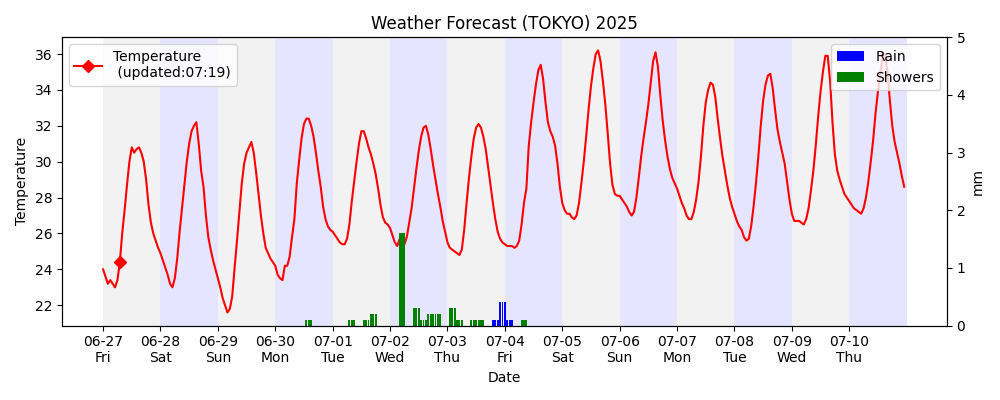 Weather Forecast (TOKYO) 2025
Temperature
(updated:07:19)
Rain
Showers
Temperature
36
34
32
30
28
26
24
22
5
4
3
2
1
0
mm
06-27 06-28 06-29 06-30 07-01 07-02 07-03 07-04 07-05 07-06 07-07 07-08 07-09 07-10
Fri Sat Sun Mon Tue Wed Thu Fri Sat Sun Mon Tue Wed Thu
Date